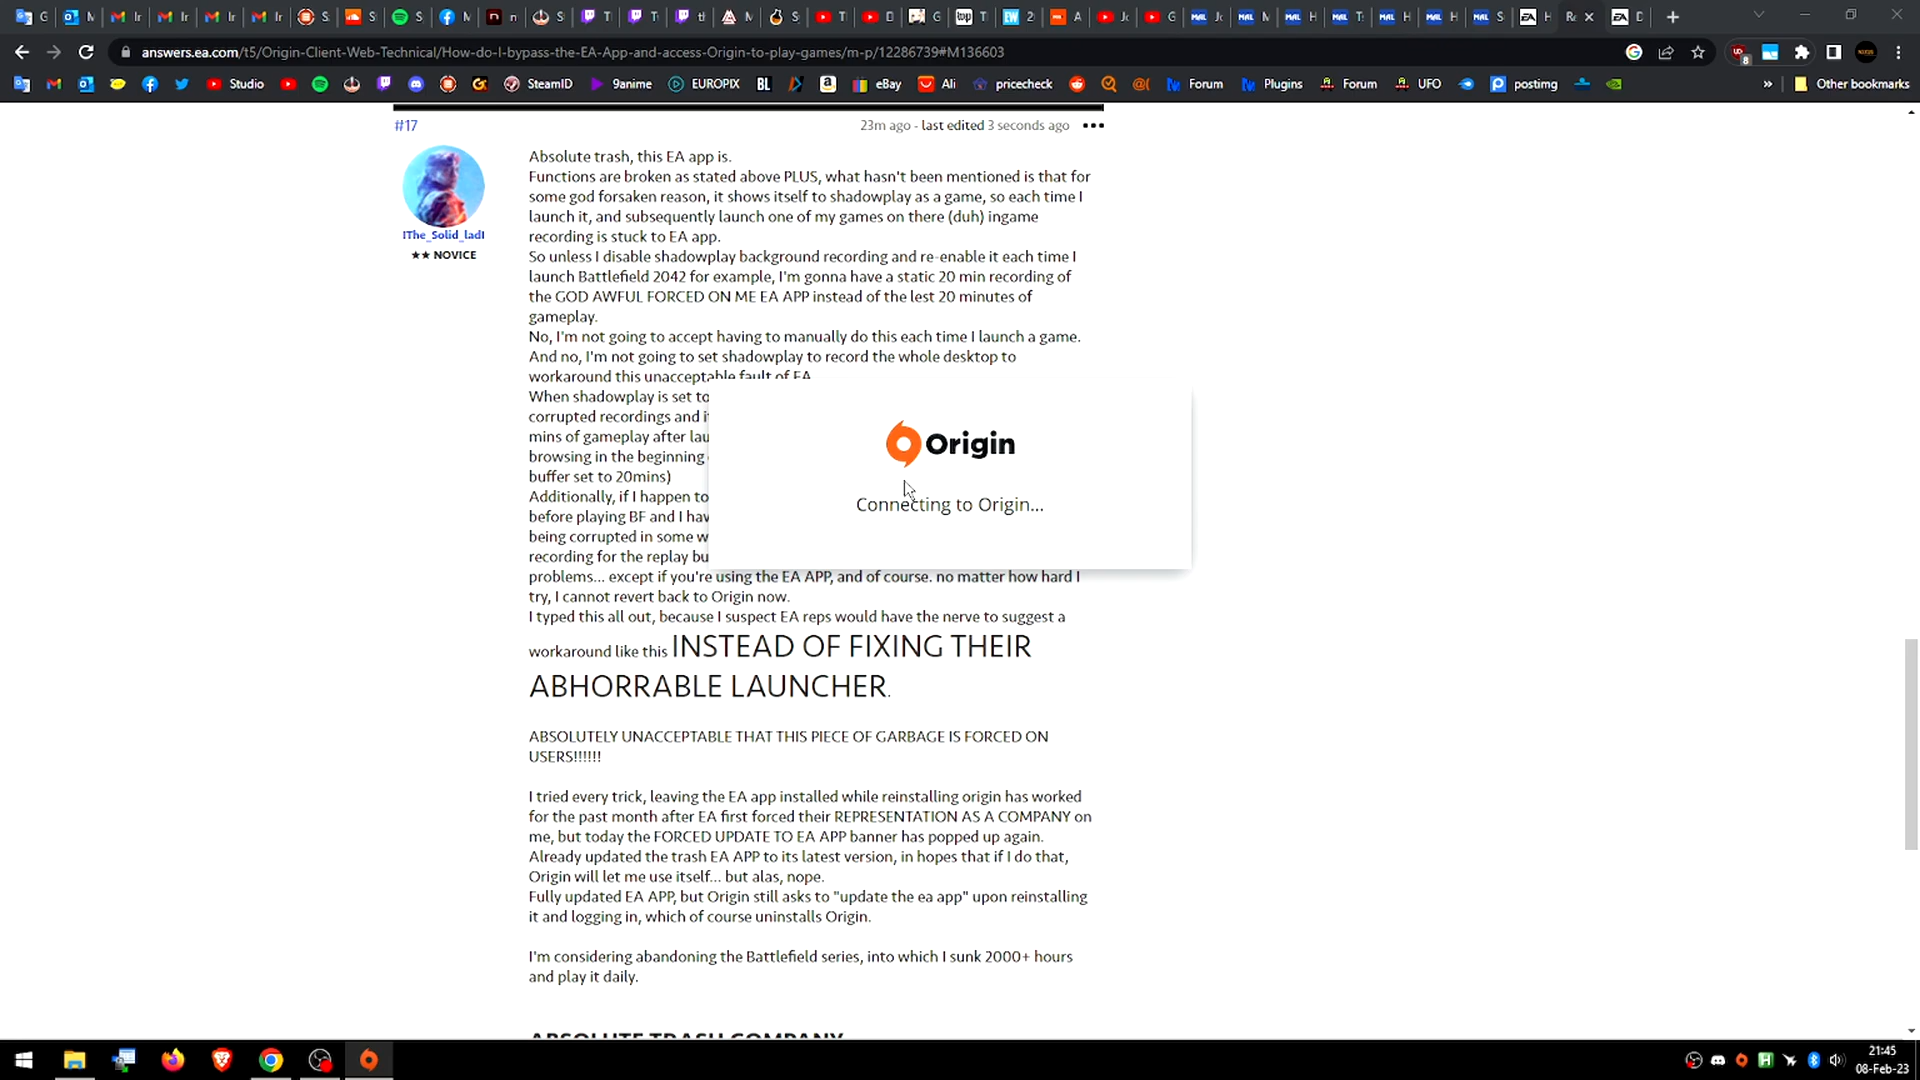 answers.ea.com/t5/Origin-Client-Web-Technical/How-do-I-bypass-the-EA-App-and-access-Origin-to-play-games/m-p/12286739#M136603
Studio
SteamID
9anime
EUROPIX
BL
eBay
Ali
pricecheck
Forum
Plugins
Forum
UFO
postimg
»
Other bookmarks
#17
23m ago - last edited 3 seconds ago
Absolute trash, this EA app is.
Functions are broken as stated above PLUS, what hasn't been mentioned is that for
some god forsaken reason, it shows itself to shadowplay as a game, so each time I
launch it, and subsequently launch one of my games on there (duh) ingame
recording is stuck to EA app.
IThe_Solid_ladI
★★ NOVICE
So unless I disable shadowplay background recording and re-enable it each time I
launch Battlefield 2042 for example, I'm gonna have a static 20 min recording of
the GOD AWFUL FORCED ON ME EA APP instead of the lest 20 minutes of
gameplay.
No, I'm not going to accept having to manually do this each time I launch a game.
And no, I'm not going to set shadowplay to record the whole desktop to
workaround this unacceptable fault of EA
When shadowplay is set to
corrupted recordings and i
mins of gameplay after lau
browsing in the beginning
buffer set to 20mins)
Additionally, if I happen to
before playing BF and I hav
being corrupted in some w
recording for the replay bu
Origin
Connecting to Origin...
problems... except if you're using the EA APP, and of course. no matter how hard I
try, I cannot revert back to Origin now.
I typed this all out, because I suspect EA reps would have the nerve to suggest a
workaround like this INSTEAD OF FIXING THEIR
ABHORRABLE LAUNCHER.
ABSOLUTELY UNACCEPTABLE THAT THIS PIECE OF GARBAGE IS FORCED ON
USERS!!!!!!
I tried every trick, leaving the EA app installed while reinstalling origin has worked
for the past month after EA first forced their REPRESENTATION AS A COMPANY on
me, but today the FORCED UPDATE TO EA APP banner has popped up again.
Already updated the trash EA APP to its latest version, in hopes that if I do that,
Origin will let me use itself... but alas, nope.
Fully updated EA APP, but Origin still asks to "update the ea app" upon reinstalling
it and logging in, which of course uninstalls Origin.
I'm considering abandoning the Battlefield series, into which I sunk 2000+ hours
and play it daily.
ABSOLUTE TRASH COMPANY
21:45
08-Feb-23